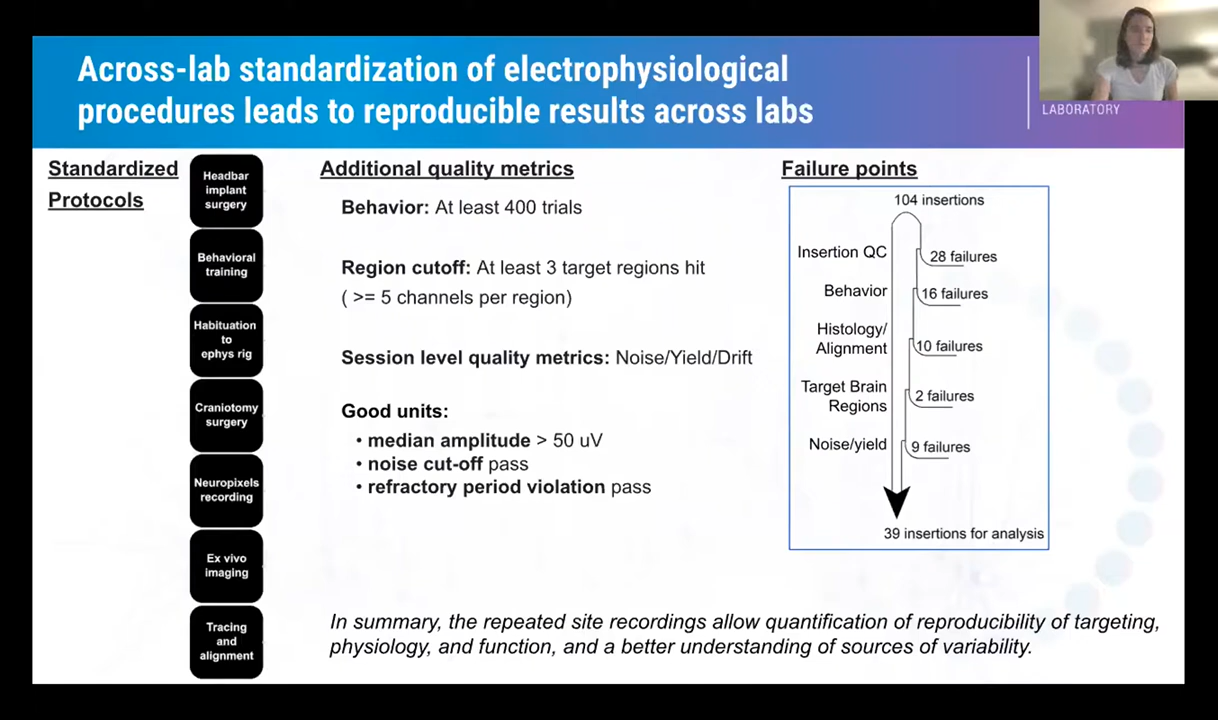 Across-lab standardization of electrophysiological
procedures leads to reproducible results across labs
LABORATORY
Standardized
Protocols
Headbar
implant
surgery
Behavioral
training
Habituation
to
ephys rig
Craniotomy
surgery
Neuropixels
recording
Ex vivo
imaging
Tracing
and
alignment
Additional quality metrics
Behavior: At least 400 trials
Region cutoff: At least 3 target regions hit
( >= 5 channels per region)
Session level quality metrics: Noise/Yield/Drift
Good units:
• median amplitude > 50 uV
• noise cut-off pass
• refractory period violation pass
Failure points
104 insertions
Insertion QC
28 failures
Behavior
16 failures
Histology/
Alignment
10 failures
Target Brain
Regions
2 failures
Noise/yield
9 failures
39 insertions for analysis
In summary, the repeated site recordings allow quantification of reproducibility of targeting,
physiology, and function, and a better understanding of sources of variability.